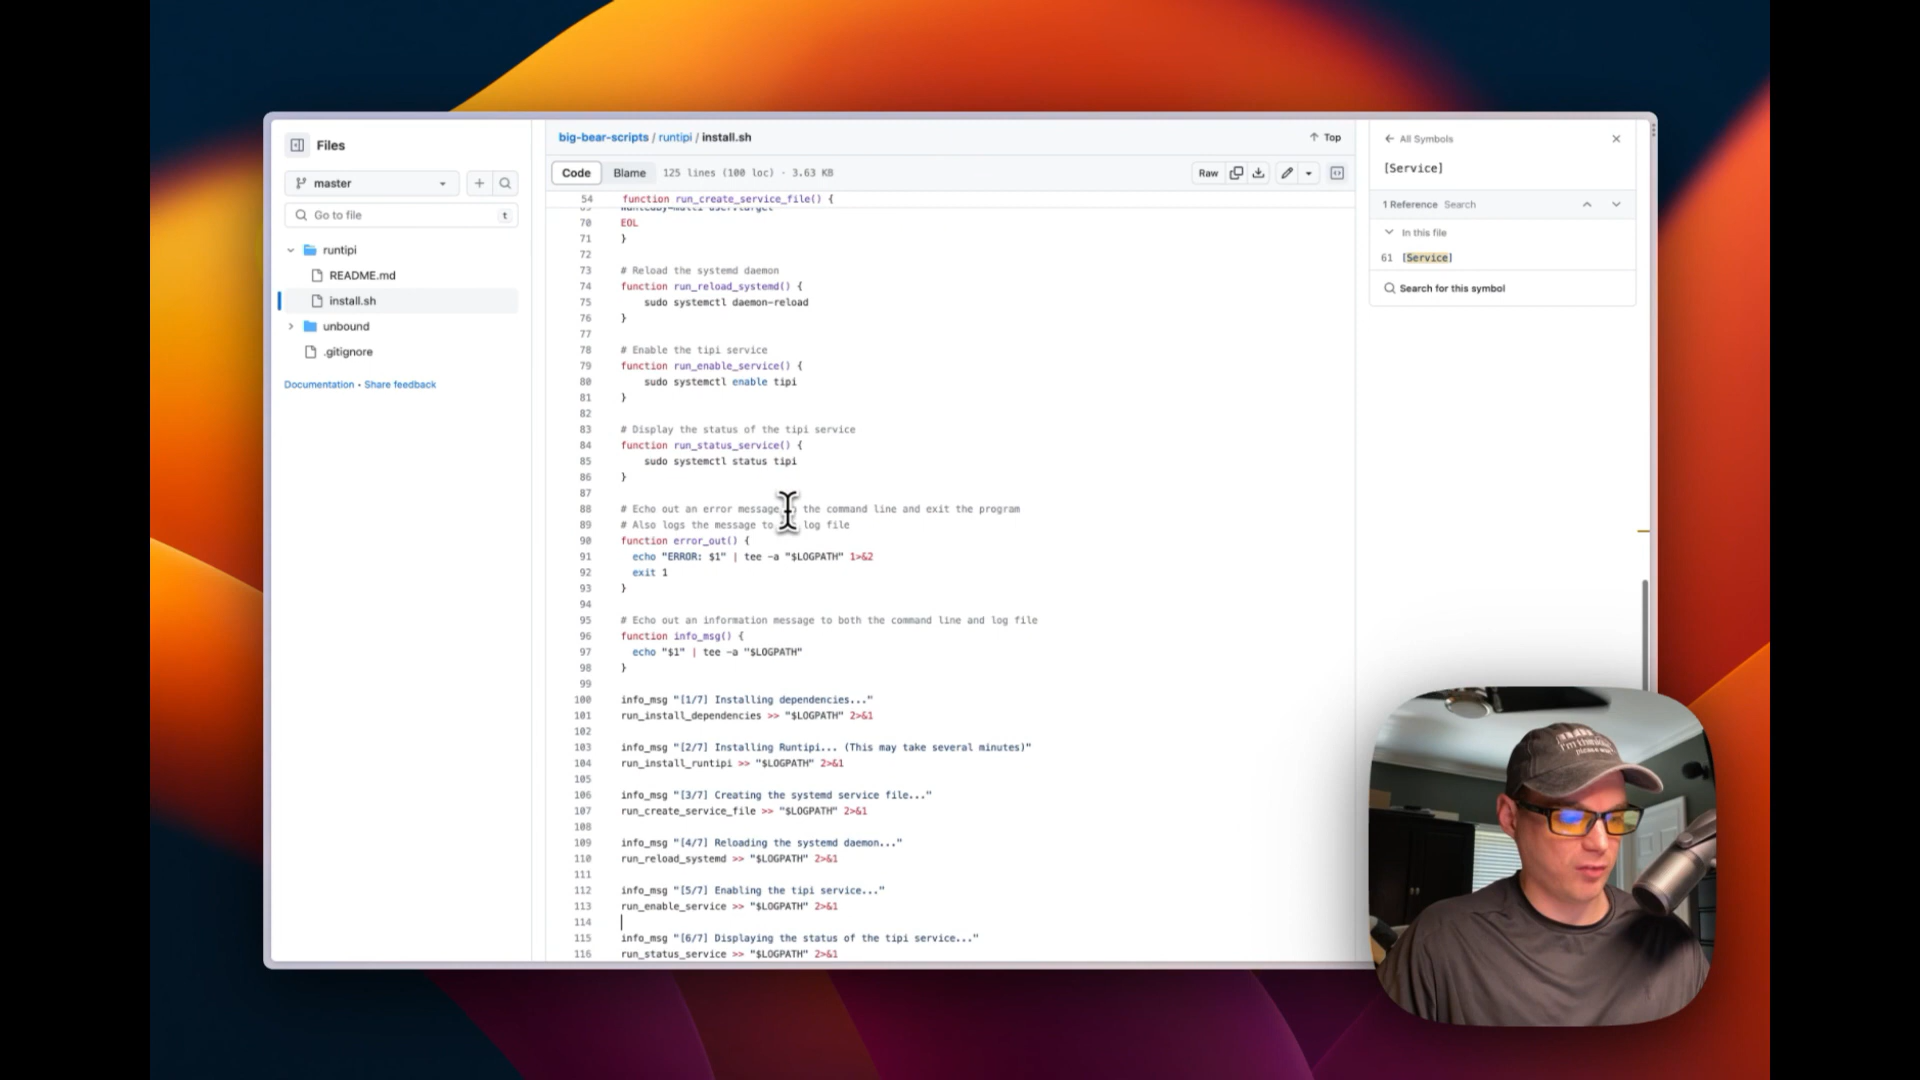 Files
master
Go to file
t
runtipi
README.md
install.sh
unbound
.gitignore
Documentation • Share feedback
big-bear-scripts / runtipi / install.sh
Top
Code
Blame
125 lines (100 loc) · 3.63 KB
Raw
54 function run_create_service_file() {
70 EOL
71 }
72
73 # Reload the systemd daemon
74 function run_reload_systemd() {
75 sudo systemctl daemon-reload
76 }
77
78 # Enable the tipi service
79 function run_enable_service() {
80 sudo systemctl enable tipi
81 }
82
83 # Display the status of the tipi service
84 function run_status_service() {
85 sudo systemctl status tipi
86 }
87
88 # Echo out an error message the command line and exit the program
89 # Also logs the message to log file
90 function error_out() {
91 echo "ERROR: $1" | tee -a "$LOGPATH" 1>&2
92 exit 1
93 }
94
95 # Echo out an information message to both the command line and log file
96 function info_msg() {
97 echo "$1" | tee -a "$LOGPATH"
98 }
99
100 info_msg "[1/7] Installing dependencies..."
101 run_install_dependencies >> "$LOGPATH" 2>&1
102
103 info_msg "[2/7] Installing Runtipi... (This may take several minutes)"
104 run_install_runtipi >> "$LOGPATH" 2>&1
105
106 info_msg "[3/7] Creating the systemd service file..."
107 run_create_service_file >> "$LOGPATH" 2>&1
108
109 info_msg "[4/7] Reloading the systemd daemon..."
110 run_reload_systemd >> "$LOGPATH" 2>&1
111
112 info_msg "[5/7] Enabling the tipi service..."
113 run_enable_service >> "$LOGPATH" 2>&1
114
115 info_msg "[6/7] Displaying the status of the tipi service..."
116 run_status_service >> "$LOGPATH" 2>&1
All Symbols
[Service]
1 Reference Search
In this file
61 [Service]
Search for this symbol